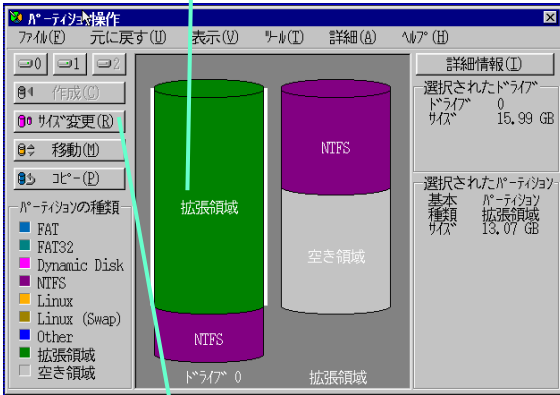 ﾊﾟｰﾃｨｼｮﾝ操作
ﾌｧｲﾙ(F) 元に戻す(U) 表示(V) ﾂｰﾙ(T) 詳細(A) ﾍﾙﾌﾟ(H)
0 1 2
作成(C)
ｻｲｽﾞ変更(R)
移動(M)
ｺﾋﾟｰ(P)
ﾊﾟｰﾃｨｼｮﾝの種類
FAT
FAT32
Dynamic Disk
NTFS
Linux
Linux (Swap)
Other
拡張領域
空き領域
拡張領域
NTFS
ﾄﾞﾗｲﾌﾞ 0
NTFS
空き領域
拡張領域
詳細情報(I)
選択されたﾄﾞﾗｲﾌﾞ
ﾄﾞﾗｲﾌﾞ 0
ｻｲｽﾞ 15.99 GB
選択されたﾊﾟｰﾃｨｼｮﾝ
基本 ﾊﾟｰﾃｨｼｮﾝ
種類 拡張領域
ｻｲｽﾞ 13.07 GB